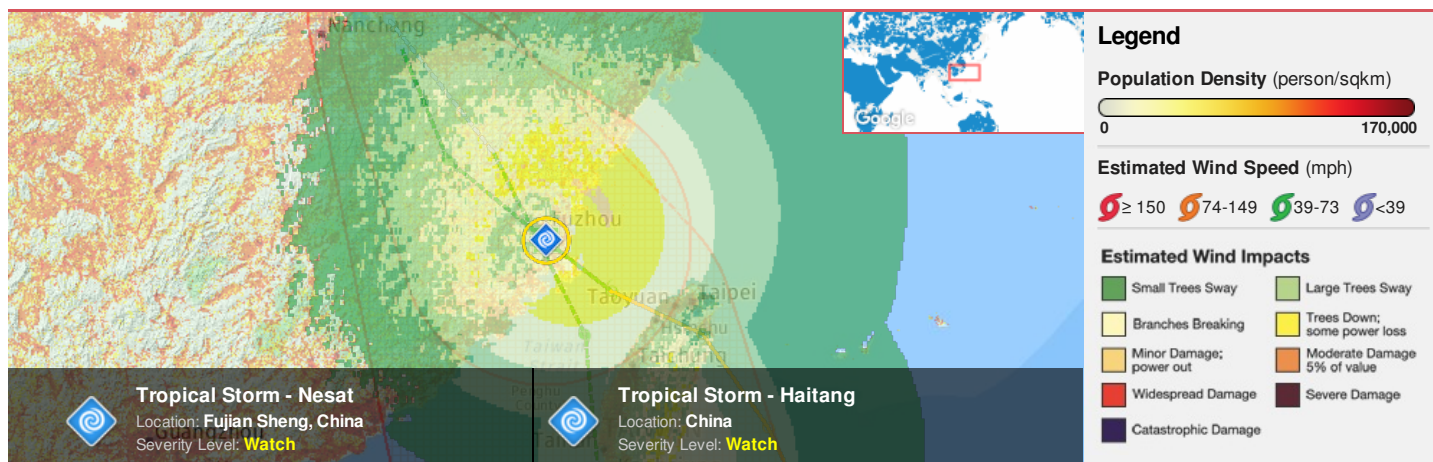 Nanchang
Fuzhou
Taoyuan
Taipei
Hsinchu
Taichung
Taiwan
Guangzhou
Google
Tropical Storm - Nesat
Location: Fujian Sheng, China
Severity Level: Watch
Tropical Storm - Haitang
Location: China
Severity Level: Watch
Legend
Population Density (person/sqkm)
0
170,000
Estimated Wind Speed (mph)
≥ 150
74-149
39-73
<39
Estimated Wind Impacts
Small Trees Sway
Large Trees Sway
Branches Breaking
Trees Down;
some power loss
Minor Damage;
power out
Moderate Damage
5% of value
Widespread Damage
Severe Damage
Catastrophic Damage